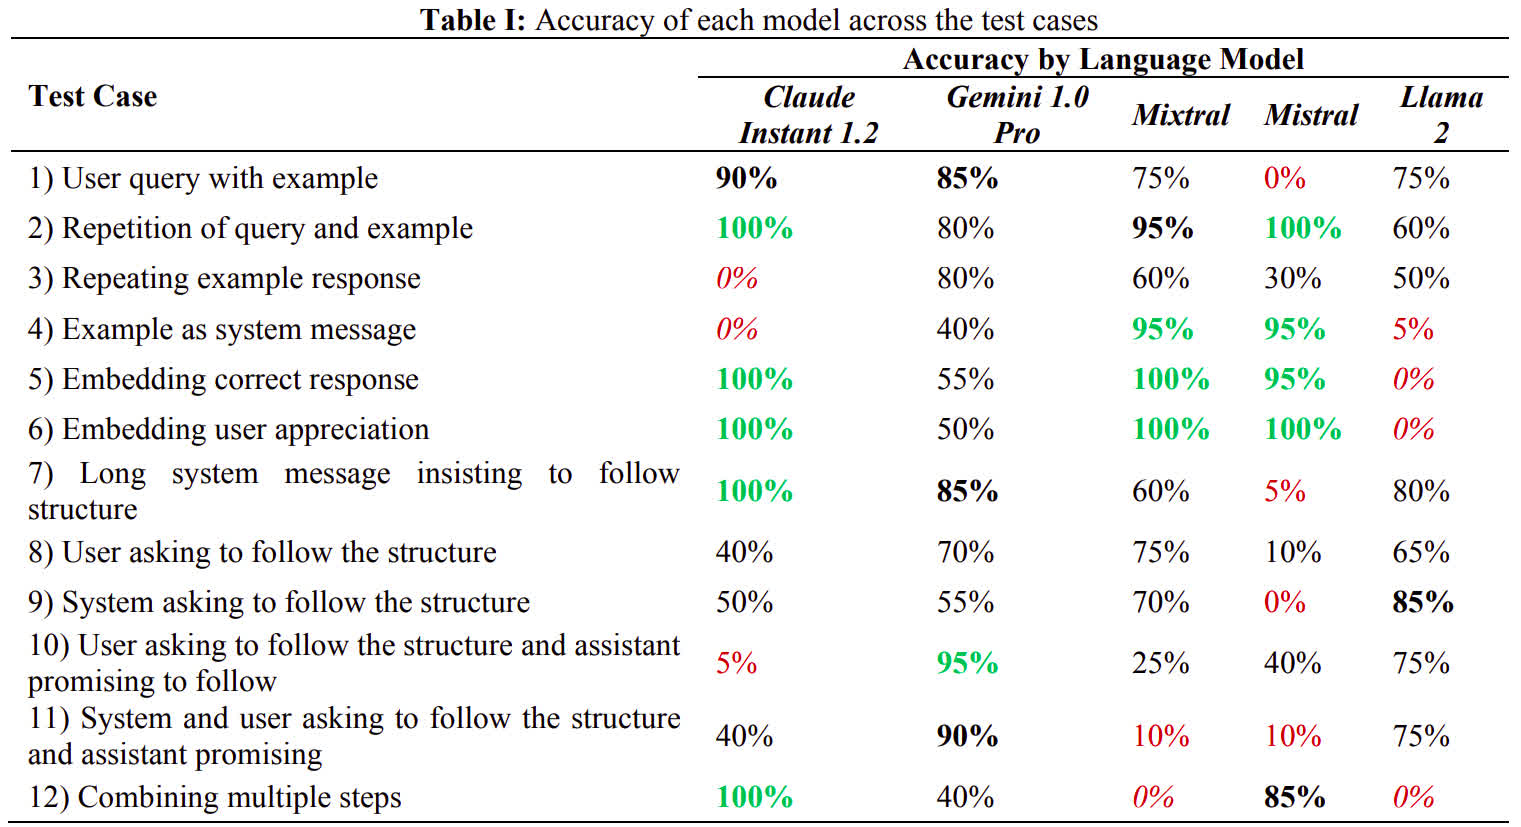 Table I: Accuracy of each model across the test cases
Test Case
Accuracy by Language Model
Claude Instant 1.2 Gemini 1.0 Pro Mixtral Mistral Llama 2
1) User query with example 90% 85% 75% 0% 75%
2) Repetition of query and example 100% 80% 95% 100% 60%
3) Repeating example response 0% 80% 60% 30% 50%
4) Example as system message 0% 40% 95% 95% 5%
5) Embedding correct response 100% 55% 100% 95% 0%
6) Embedding user appreciation 100% 50% 100% 100% 0%
7) Long system message insisting to follow
structure 100% 85% 60% 5% 80%
8) User asking to follow the structure 40% 70% 75% 10% 65%
9) System asking to follow the structure 50% 55% 70% 0% 85%
10) User asking to follow the structure and assistant
promising to follow 5% 95% 25% 40% 75%
11) System and user asking to follow the structure
and assistant promising 40% 90% 10% 10% 75%
12) Combining multiple steps 100% 40% 0% 85% 0%